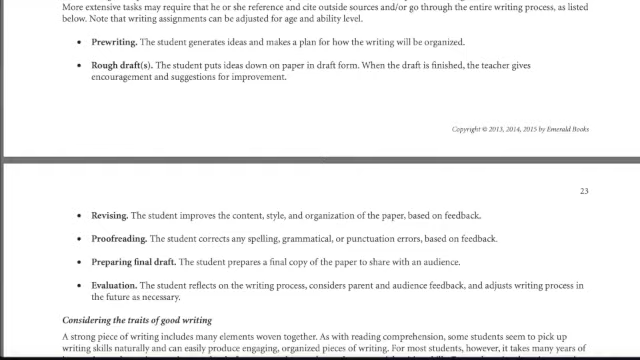 More extensive tasks may require that he or she reference and cite outside sources and/or go through the entire writing process, as listed
below. Note that writing assignments can be adjusted for age and ability level.
• Prewriting. The student generates ideas and makes a plan for how the writing will be organized.
• Rough draft(s). The student puts ideas down on paper in draft form. When the draft is finished, the teacher gives
encouragement and suggestions for improvement.
Copyright © 2013, 2014, 2015 by Emerald Books
23
• Revising. The student improves the content, style, and organization of the paper, based on feedback.
• Proofreading. The student corrects any spelling, grammatical, or punctuation errors, based on feedback.
• Preparing final draft. The student prepares a final copy of the paper to share with an audience.
• Evaluation. The student reflects on the writing process, considers parent and audience feedback, and adjusts writing process in
the future as necessary.
Considering the traits of good writing
A strong piece of writing includes many elements woven together. As with reading comprehension, some students seem to pick up
writing skills naturally and can easily produce engaging, organized pieces of writing. For most students, however, it takes many years of